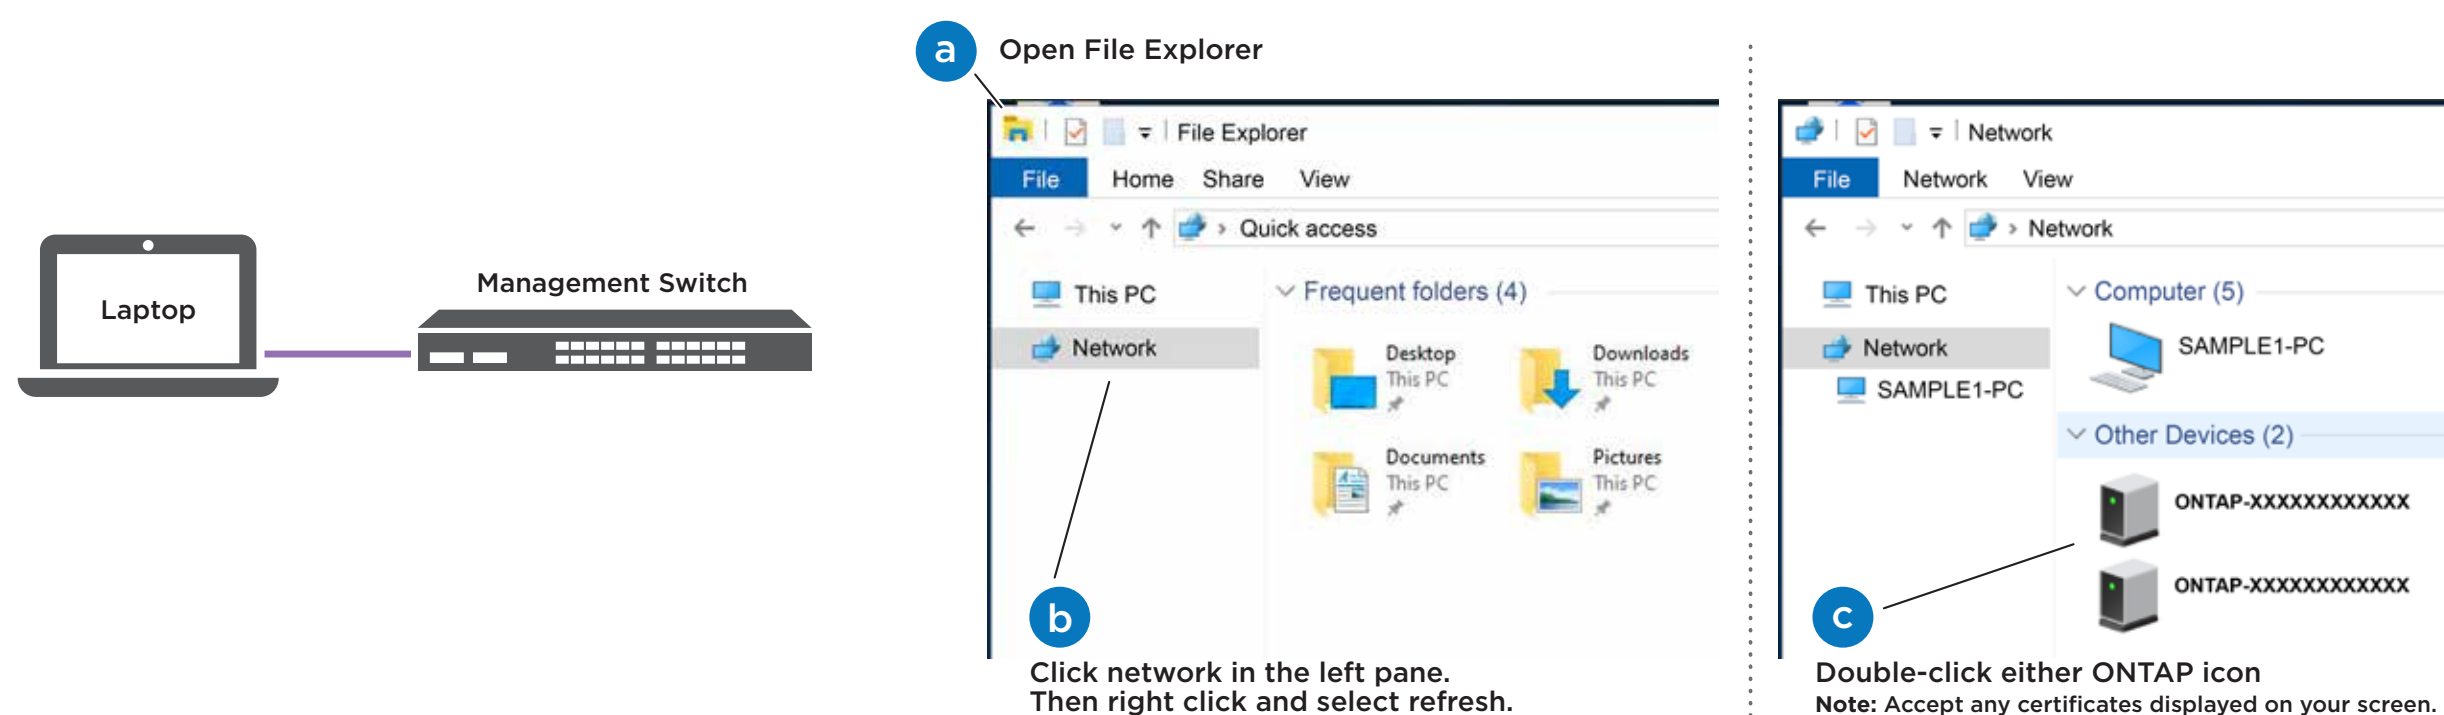 Laptop
Management Switch
a
Open File Explorer
File Explorer
File Home Share View
Quick access
This PC
Network
Frequent folders (4)
Desktop
This PC
Downloads
This PC
Documents
This PC
Pictures
This PC
b
Click network in the left pane.
Then right click and select refresh.
Network
File Network View
Network
This PC
Network
SAMPLE1-PC
Computer (5)
SAMPLE1-PC
Other Devices (2)
ONTAP-XXXXXXXXXXXX
ONTAP-XXXXXXXXXXXX
c
Double-click either ONTAP icon
Note: Accept any certificates displayed on your screen.